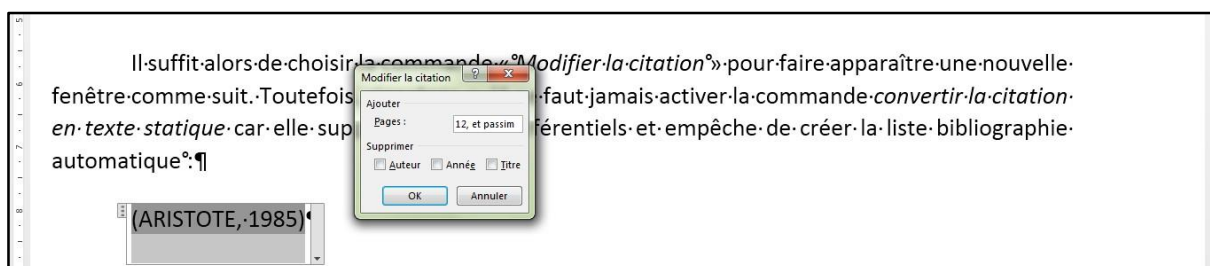 Il·suffit·alors·de·choisir·la·commande·«°Modifier·la·citation°»·pour·faire·apparaître·une·nouvelle·
fenêtre·comme·suit.·Toutefois faut·jamais·activer·la·commande·convertir·la·citation·
en·texte·statique·car·elle·sup férentiels·et·empêche·de·créer·la·liste·bibliographie·
automatique°:¶
Modifier la citation
Ajouter
Pages : 12, et passim
Supprimer
Auteur Année Titre
OK Annuler
(ARISTOTE,·1985)